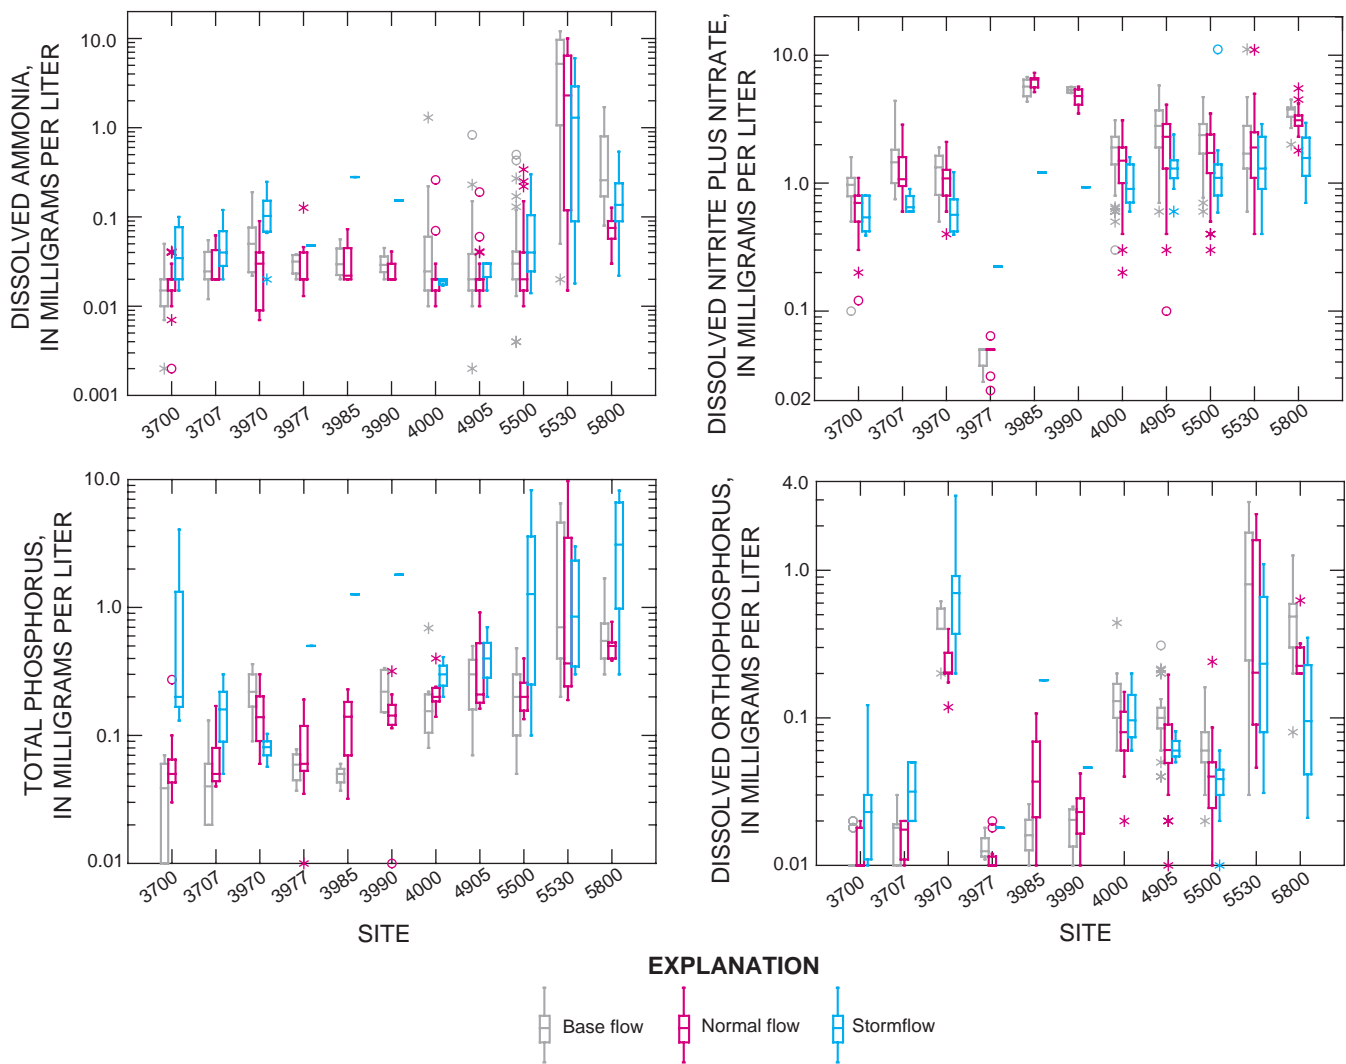 DISSOLVED AMMONIA,
IN MILLIGRAMS PER LITER
10.0
1.0
0.1
0.01
0.001
3700 3707 3970 3977 3985 3990 4000 4905 5500 5530 5800
DISSOLVED NITRITE PLUS NITRATE,
IN MILLIGRAMS PER LITER
10.0
1.0
0.1
0.02
3700 3707 3970 3977 3985 3990 4000 4905 5500 5530 5800
TOTAL PHOSPHORUS,
IN MILLIGRAMS PER LITER
10.0
1.0
0.1
0.01
3700 3707 3970 3977 3985 3990 4000 4905 5500 5530 5800
SITE
DISSOLVED ORTHOPHOSPHORUS,
IN MILLIGRAMS PER LITER
4.0
1.0
0.1
0.01
3700 3707 3970 3977 3985 3990 4000 4905 5500 5530 5800
SITE
EXPLANATION
Base flow Normal flow Stormflow